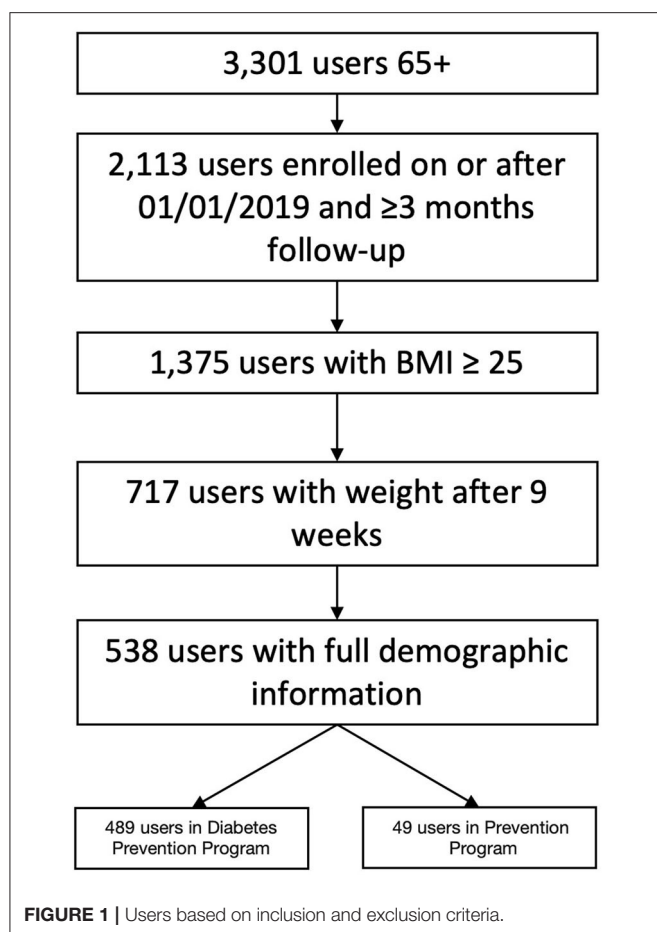 3,301 users 65+
2,113 users enrolled on or after
01/01/2019 and ≥3 months
follow-up
1,375 users with BMI ≥ 25
717 users with weight after 9
weeks
538 users with full demographic
information
489 users in Diabetes
Prevention Program
49 users in Prevention
Program
FIGURE 1 | Users based on inclusion and exclusion criteria.